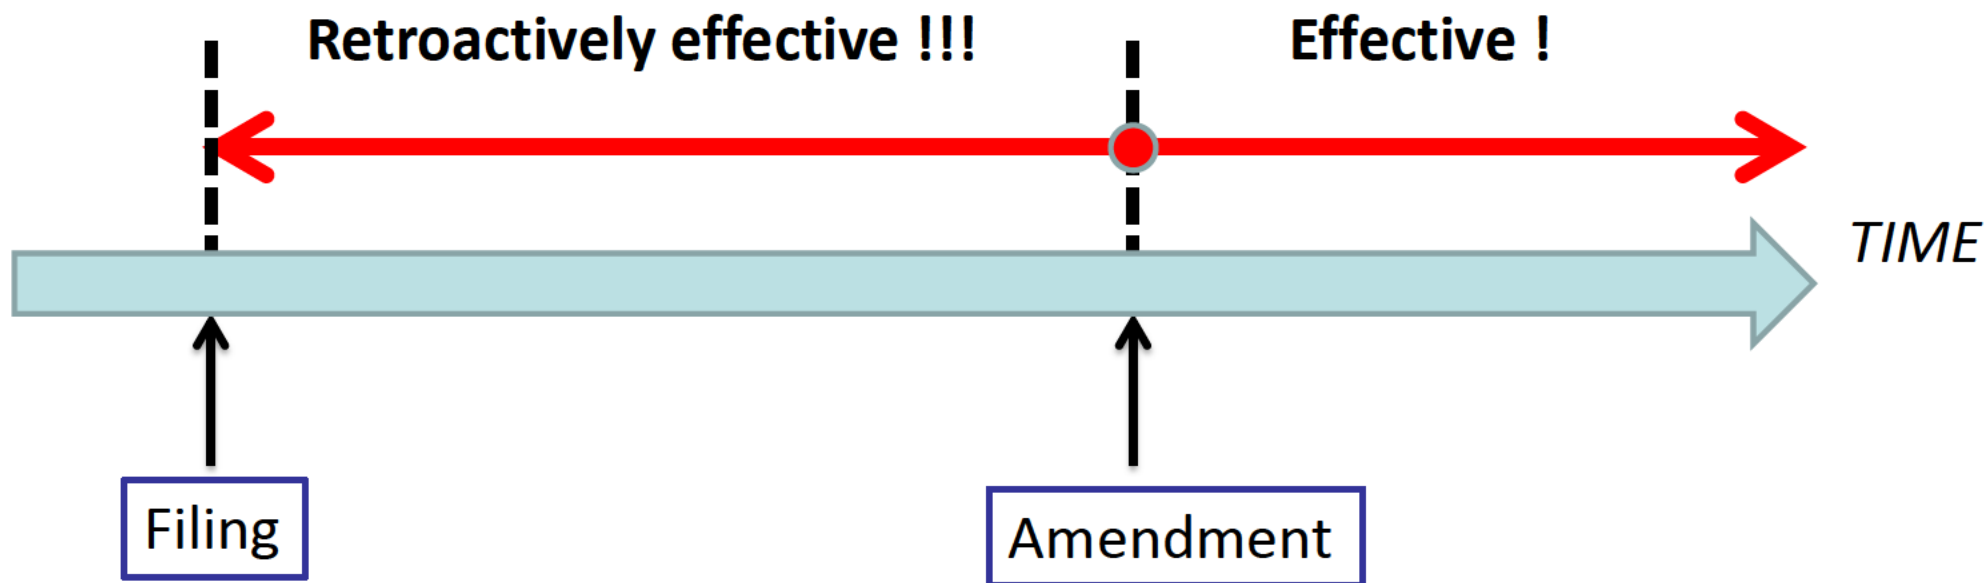 Retroactively effective !!!
Effective !
TIME
Filing
Amendment